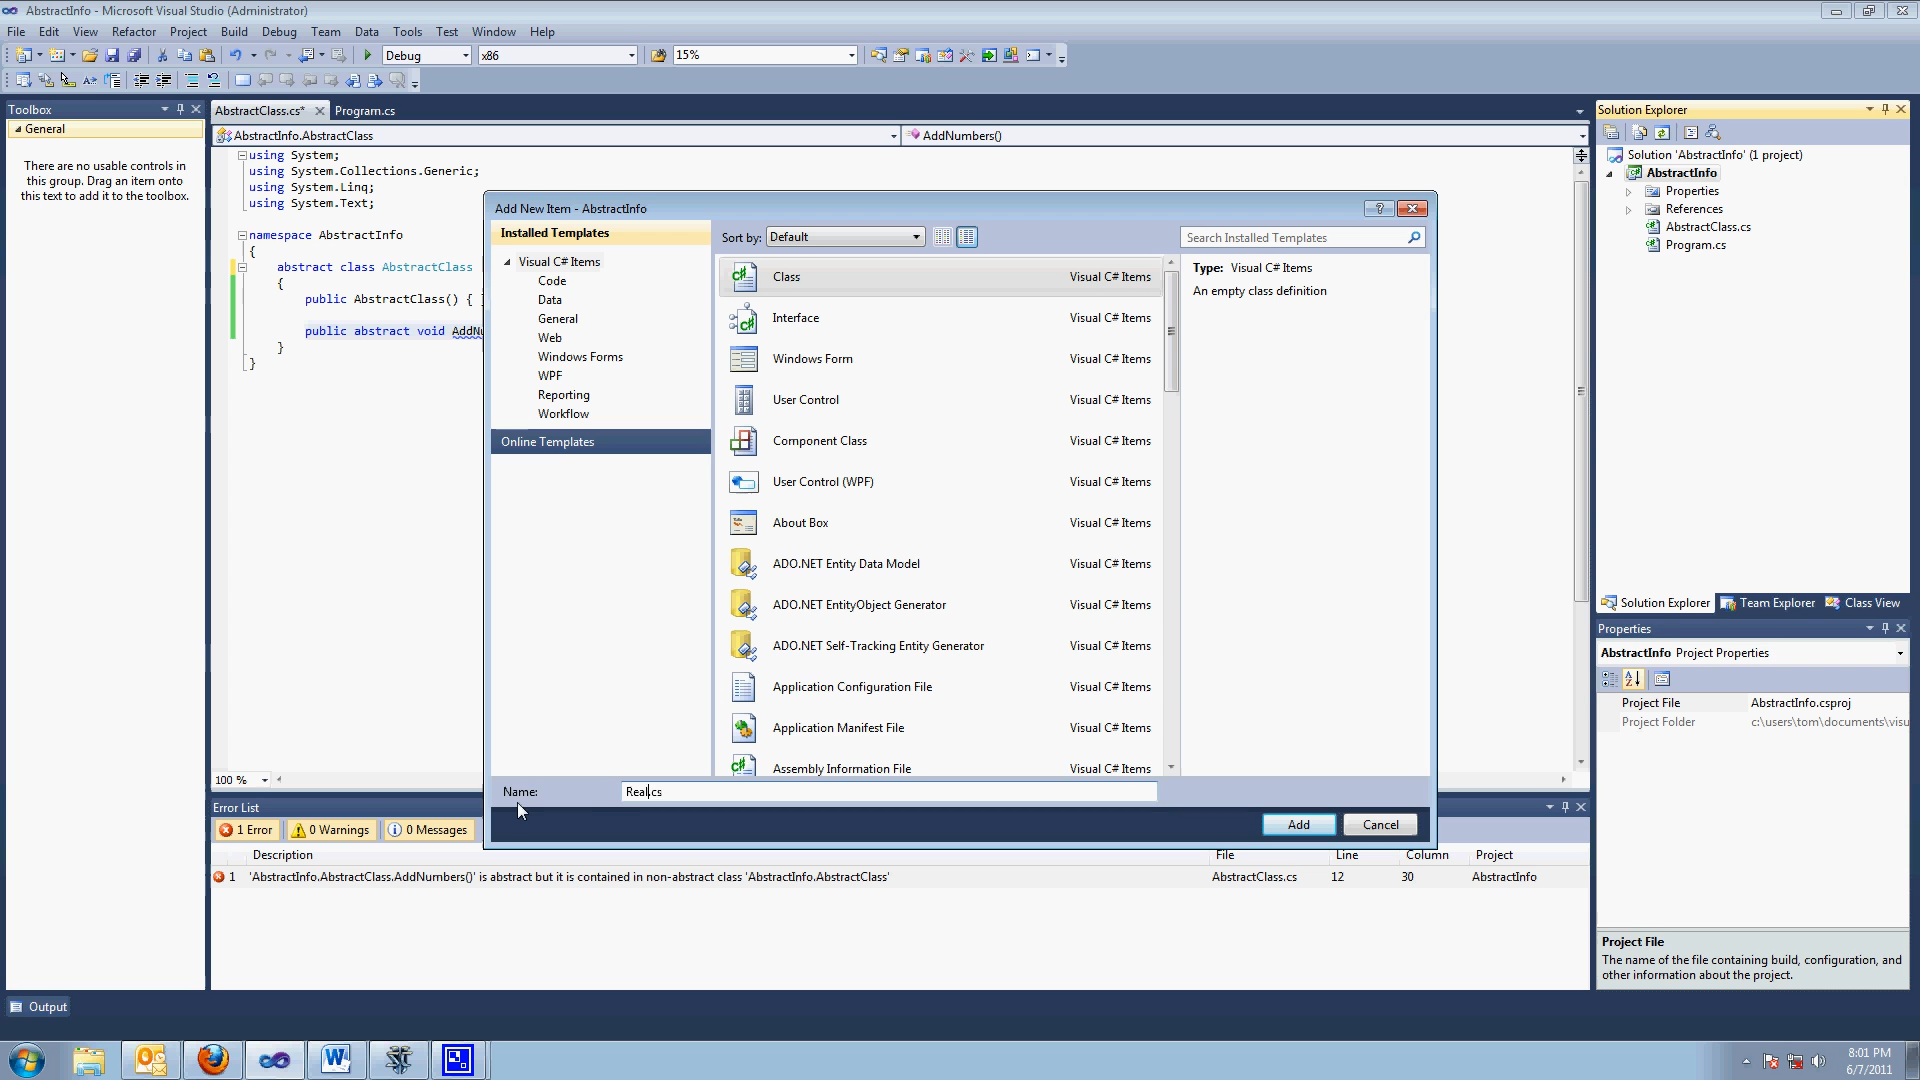 AbstractInfo - Microsoft Visual Studio (Administrator)
File Edit View Refactor Project Build Debug Team Data Tools Test Window Help
Debug x86 15%
Toolbox
General
There are no usable controls in
this group. Drag an item onto
this text to add it to the toolbox.
AbstractClass.cs* Program.cs
AbstractInfo.AbstractClass AddNumbers()
using System;
using System.Collections.Generic;
using System.Linq;
using System.Text;
namespace AbstractInfo
{
abstract class AbstractClass
{
public AbstractClass() { }
public abstract void AddNu
}
}
100 %
Add New Item - AbstractInfo
Installed Templates
Visual C# Items
Code
Data
General
Web
Windows Forms
WPF
Reporting
Workflow
Online Templates
Sort by: Default
Search Installed Templates
Class Visual C# Items
Interface Visual C# Items
Windows Form Visual C# Items
User Control Visual C# Items
Component Class Visual C# Items
User Control (WPF) Visual C# Items
About Box Visual C# Items
ADO.NET Entity Data Model Visual C# Items
ADO.NET EntityObject Generator Visual C# Items
ADO.NET Self-Tracking Entity Generator Visual C# Items
Application Configuration File Visual C# Items
Application Manifest File Visual C# Items
Assembly Information File Visual C# Items
Type: Visual C# Items
An empty class definition
Name: Real.cs
Add Cancel
Error List
1 Error 0 Warnings 0 Messages
Description File Line Column Project
1 'AbstractInfo.AbstractClass.AddNumbers()' is abstract but it is contained in non-abstract class 'AbstractInfo.AbstractClass' AbstractClass.cs 12 30 AbstractInfo
Output
Solution Explorer
Solution 'AbstractInfo' (1 project)
AbstractInfo
Properties
References
AbstractClass.cs
Program.cs
Solution Explorer Team Explorer Class View
Properties
AbstractInfo Project Properties
Project File AbstractInfo.csproj
Project Folder c:\users\tom\documents\visu
Project File
The name of the file containing build, configuration, and
other information about the project.
8:01 PM
6/7/2011